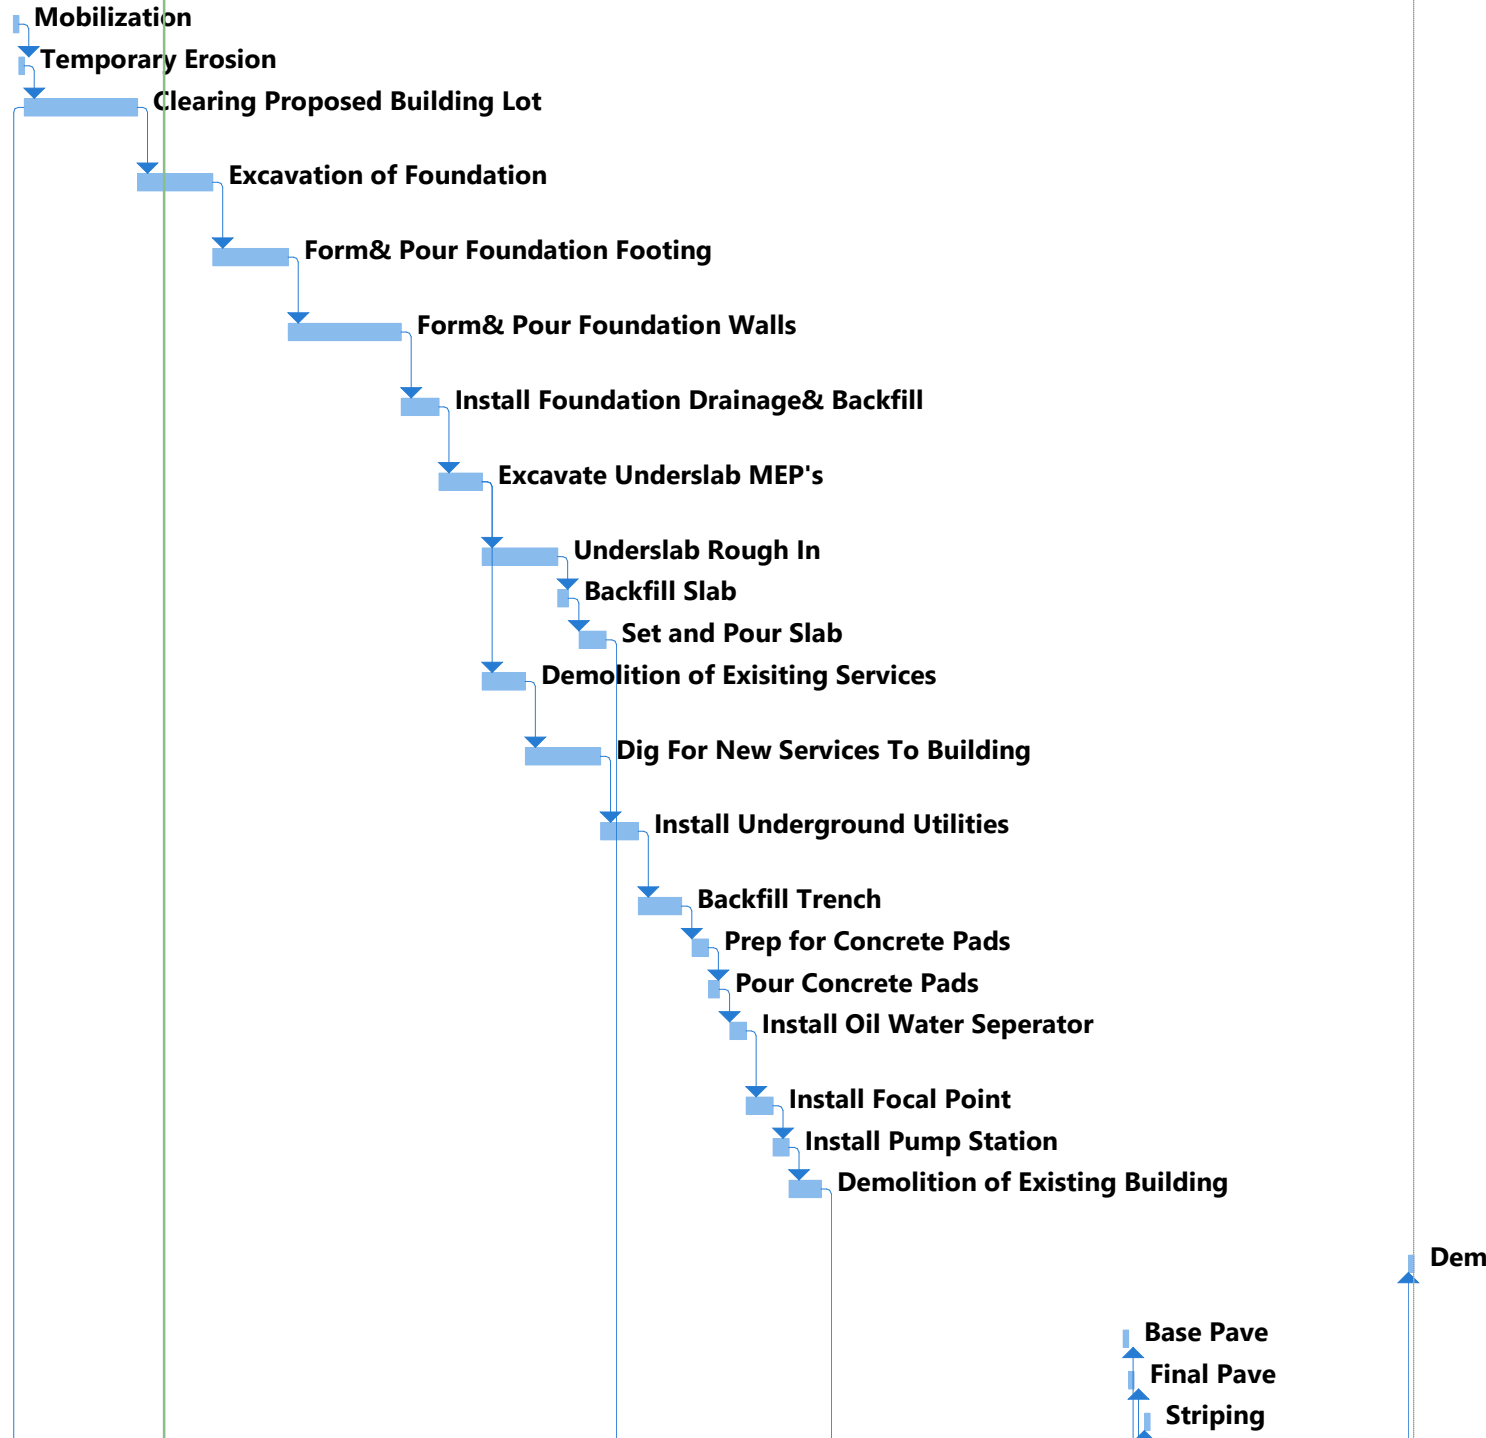 Mobilization
Temporary Erosion
Clearing Proposed Building Lot
Excavation of Foundation
Form& Pour Foundation Footing
Form& Pour Foundation Walls
Install Foundation Drainage& Backfill
Excavate Underslab MEP's
Underslab Rough In
Backfill Slab
Set and Pour Slab
Demolition of Exisiting Services
Dig For New Services To Building
Install Underground Utilities
Backfill Trench
Prep for Concrete Pads
Pour Concrete Pads
Install Oil Water Seperator
Install Focal Point
Install Pump Station
Demolition of Existing Building
Dem
Base Pave
Final Pave
Striping